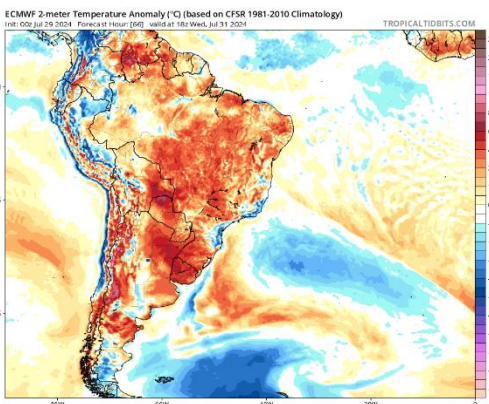 ECMWF 2-meter Temperature Anomaly (°C) (based on CFSR 1981-2010 Climatology)
Init: 00z Jul 29 2024 Forecast Hour: [66] valid at 18z Wed, Jul 31 2024 TROPICALTIDBITS.COM